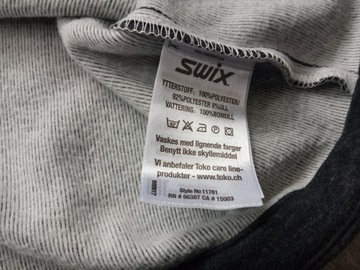 swix
YTTERSTOFF: 100%POLYESTER/
92%POLYESTER 8%ULL
VATTERING: 100%BOMULL
Vaskes med lignende farger
Benytt ikke skyllemiddel
Vi anbefaler Toko care line-
produkter - www.toko.ch
Style No 11761
RN # 96387 CA # 15003